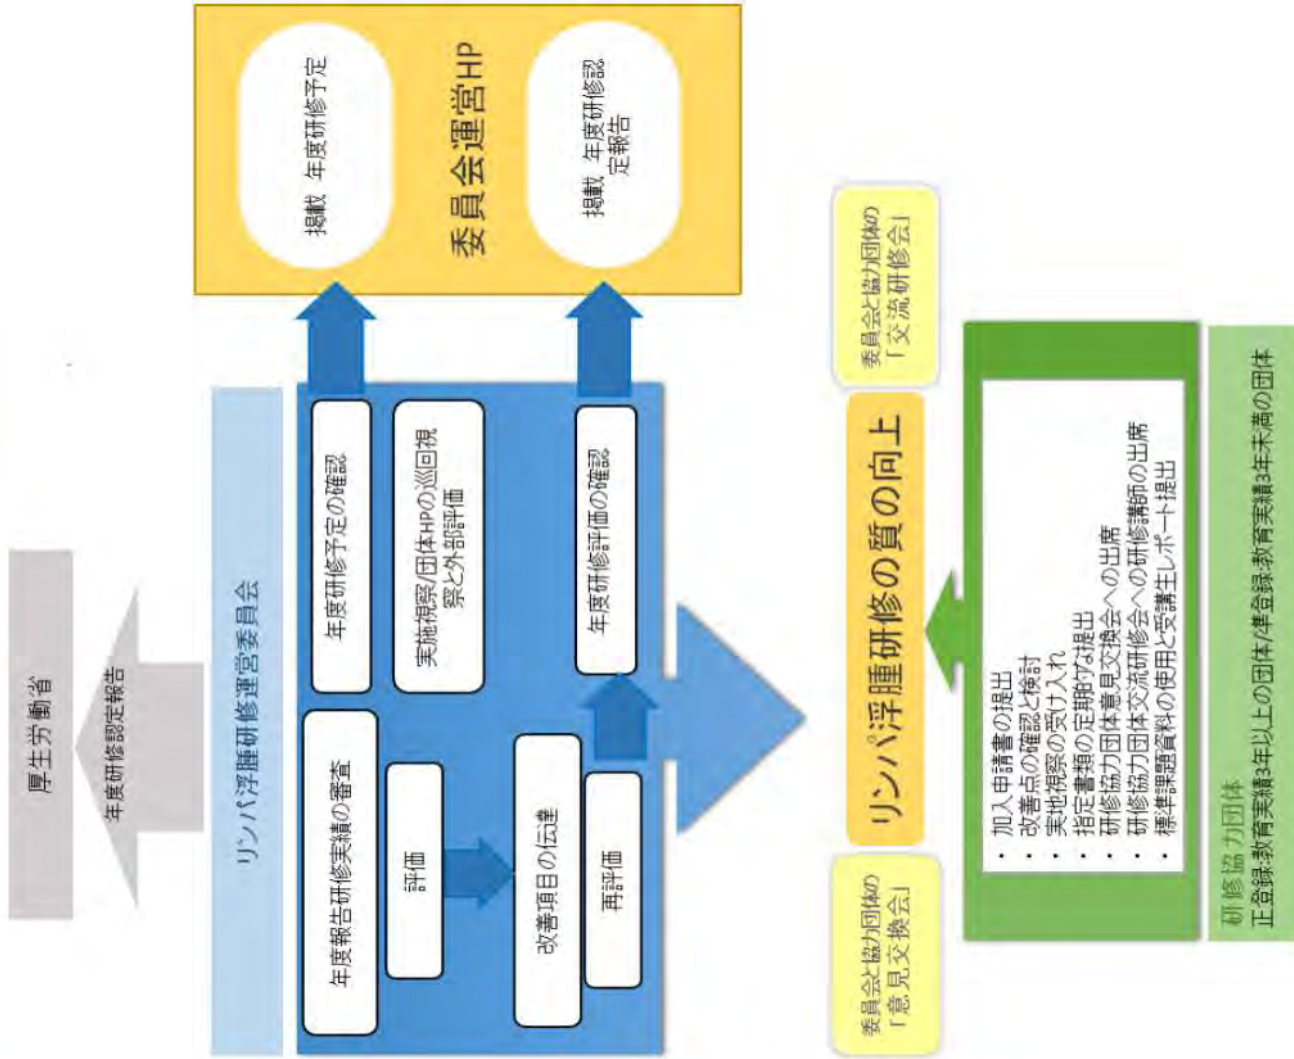 厚生労働省
年度研修認定報告
リンパ浮腫研修運営委員会
年度報告研修実績の審査
評価
改善項目の伝達
再評価
年度研修予定の確認
実施視察/団体HPの巡回視
察と外部評価
年度研修評価の確認
掲載 年度研修予定
委員会運営HP
掲載 年度研修認
定報告
委員会と協力団体の
「意見交換会」
リンパ浮腫研修の質の向上
委員会と協力団体の
「交流研修会」
・ 加入申請書の提出
・ 改善点の確認と検討
・ 実地視察の受け入れ
・ 指定書類の定期的な提出
・ 研修協力団体意見交換会への出席
・ 研修協力団体交流研修会への研修講師の出席
・ 標準課題資料の使用と受講生レポート提出
研修協力団体
正登録:教育実績3年以上の団体/準登録:教育実績3年未満の団体